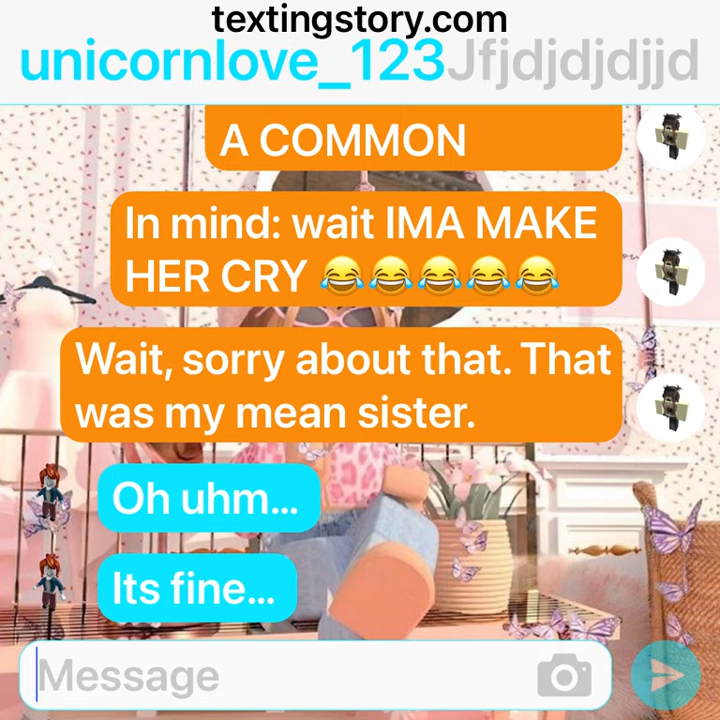 textingstory.com
unicornlove_123Jfjdjdjdjjd
A COMMON
In mind: wait IMA MAKE
HER CRY 😂😂😂😂😂
Wait, sorry about that. That
was my mean sister.
Oh uhm...
Its fine...
Message